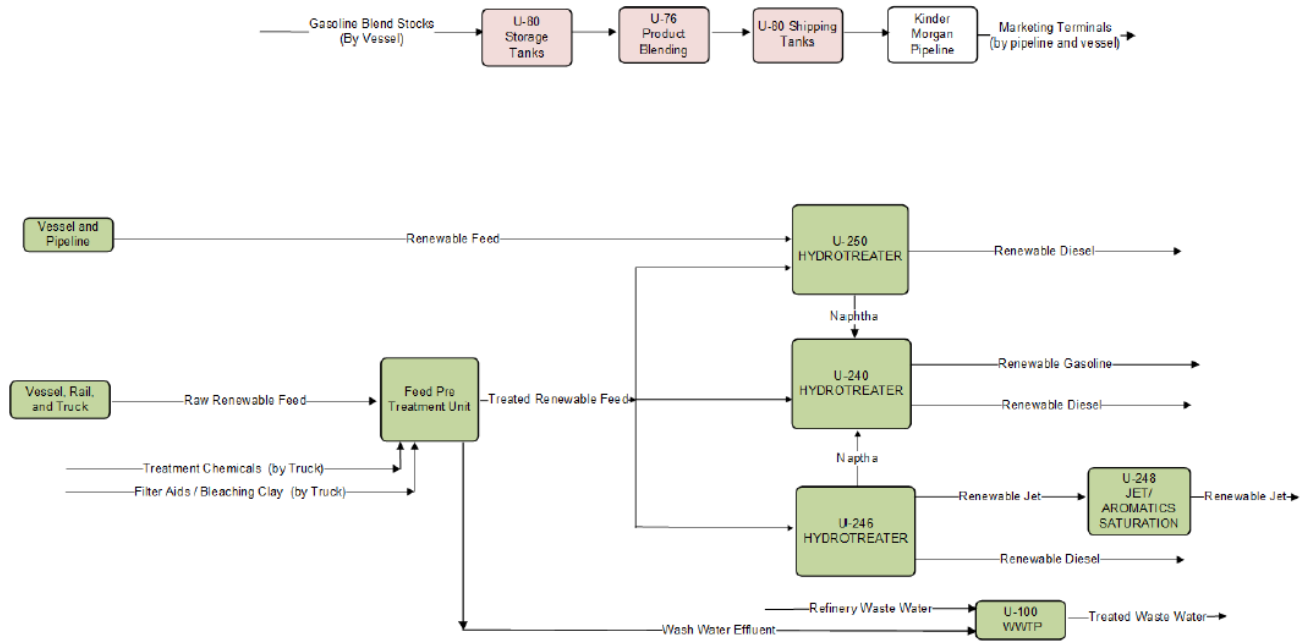 Gasoline Blend Stocks
(By Vessel)
U-80
Storage
Tanks
U-76
Product
Blending
U-80 Shipping
Tanks
Kinder
Morgan
Pipeline
Marketing Terminals
(by pipeline and vessel)
Vessel and
Pipeline
Renewable Feed
U-250
HYDROTREATER
Renewable Diesel
Naphtha
Vessel, Rail,
and Truck
Raw Renewable Feed
Feed Pre
Treatment Unit
Treated Renewable Feed
U-240
HYDROTREATER
Renewable Gasoline
Renewable Diesel
Treatment Chemicals (by Truck)
Filter Aids / Bleaching Clay (by Truck)
Naptha
U-246
HYDROTREATER
Renewable Jet
U-248
JET/
AROMATICS
SATURATION
Renewable Jet
Renewable Diesel
Refinery Waste Water
U-100
WWTP
Treated Waste Water
Wash Water Effluent